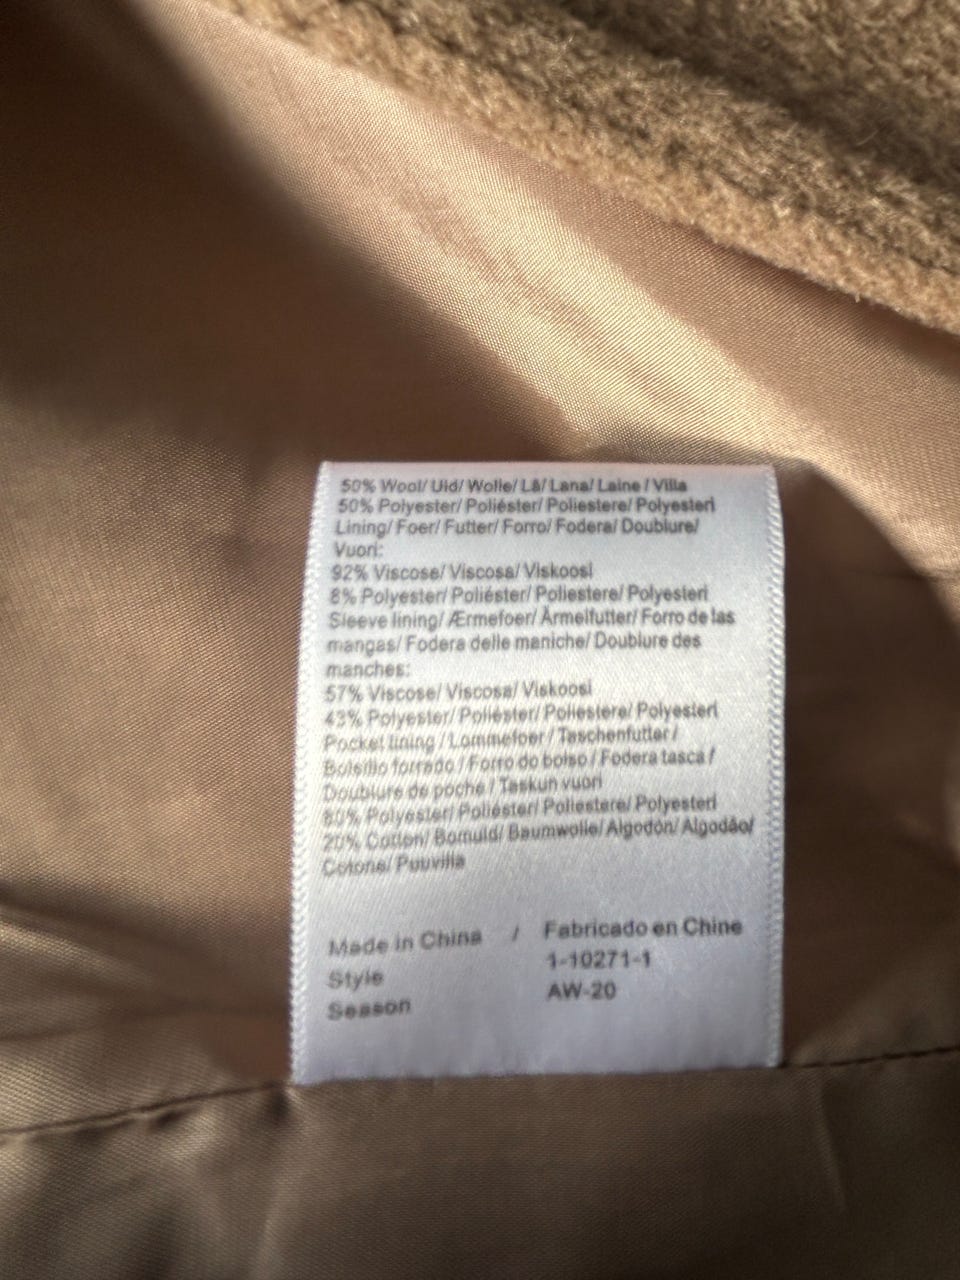 50% Wool/ Uld/ Wolle/ Lã/ Lana/ Laine / Villa
50% Polyester/ Poliéster/ Poliestere/ Polyesteri
Lining/ Foer/ Futter/ Forro/ Fodera/ Doublure/
Vuori:
92% Viscose/ Viscosa/ Viskoosi
8% Polyester/ Poliéster/ Poliestere/ Polyesteri
Sleeve lining/ Ærmefoer/ Ärmelfutter/ Forro de las
mangas/ Fodera delle maniche/ Doublure des
manches:
57% Viscose/ Viscosa/ Viskoosi
43% Polyester/ Poliéster/ Poliestere/ Polyesteri
Pocket lining / Lommefoer / Taschenfutter /
Bolsillo forrado / Forro do bolso / Fodera tasca /
Doublure de poche / Taskun vuori
80% Polyester/ Poliéster/ Poliestere/ Polyesteri
20% Cotton/ Bomuld/ Baumwolle/ Algodón/ Algodão/
Cotone/ Puuvilla
Made in China / Fabricado en Chine
Style 1-10271-1
Season AW-20